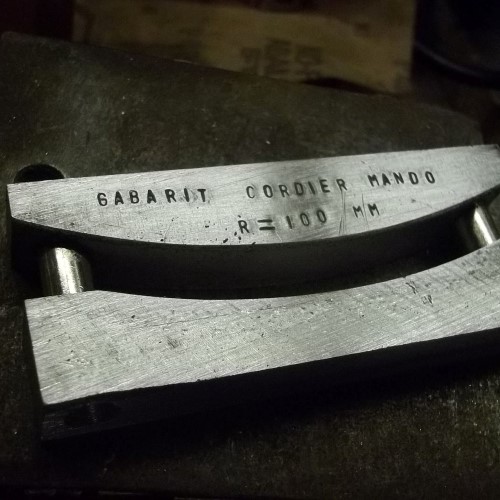 GABARIT CORDIER MANDO
R=100 MM